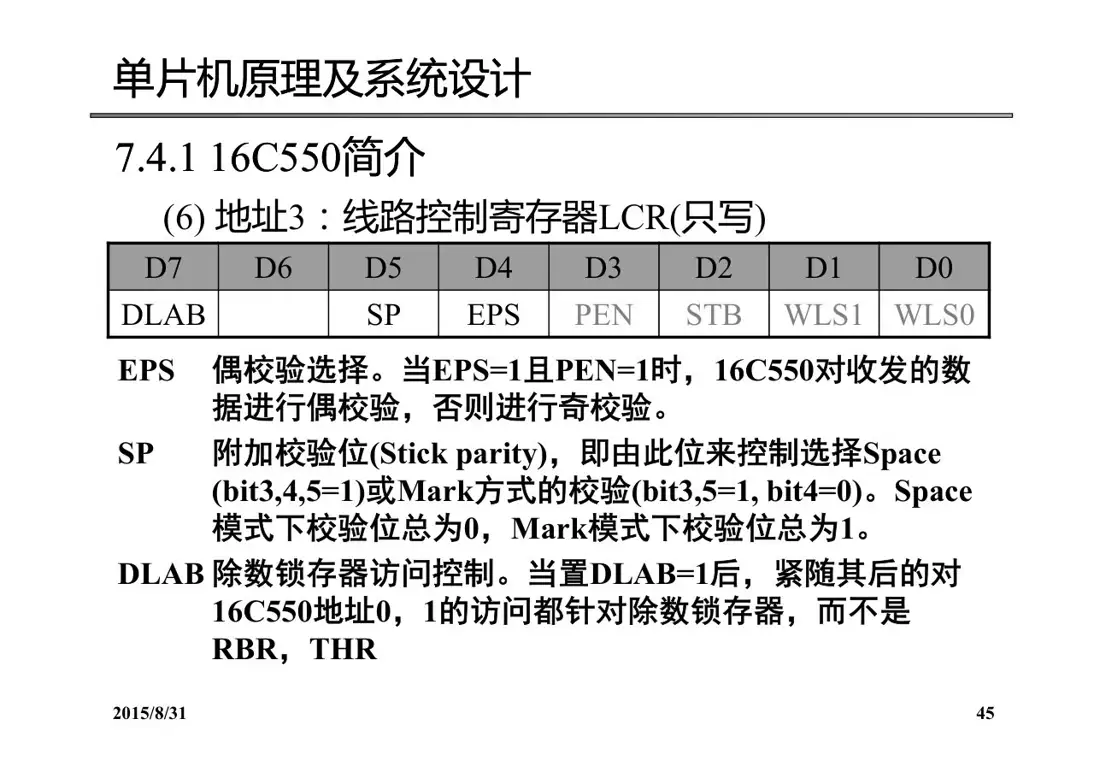 单片机原理及系统设计
7.4.1 16C550简介
(6) 地址3：线路控制寄存器LCR(只写)
D7 D6 D5 D4 D3 D2 D1 D0
DLAB SP EPS PEN STB WLS1 WLS0
EPS 偶校验选择。当EPS=1且PEN=1时，16C550对收发的数
据进行偶校验，否则进行奇校验。
SP 附加校验位(Stick parity)，即由此位来控制选择Space
(bit3,4,5=1)或Mark方式的校验(bit3,5=1, bit4=0)。Space
模式下校验位总为0，Mark模式下校验位总为1。
DLAB 除数锁存器访问控制。当置DLAB=1后，紧随其后的对
16C550地址0，1的访问都针对除数锁存器，而不是
RBR，THR
2015/8/31 45